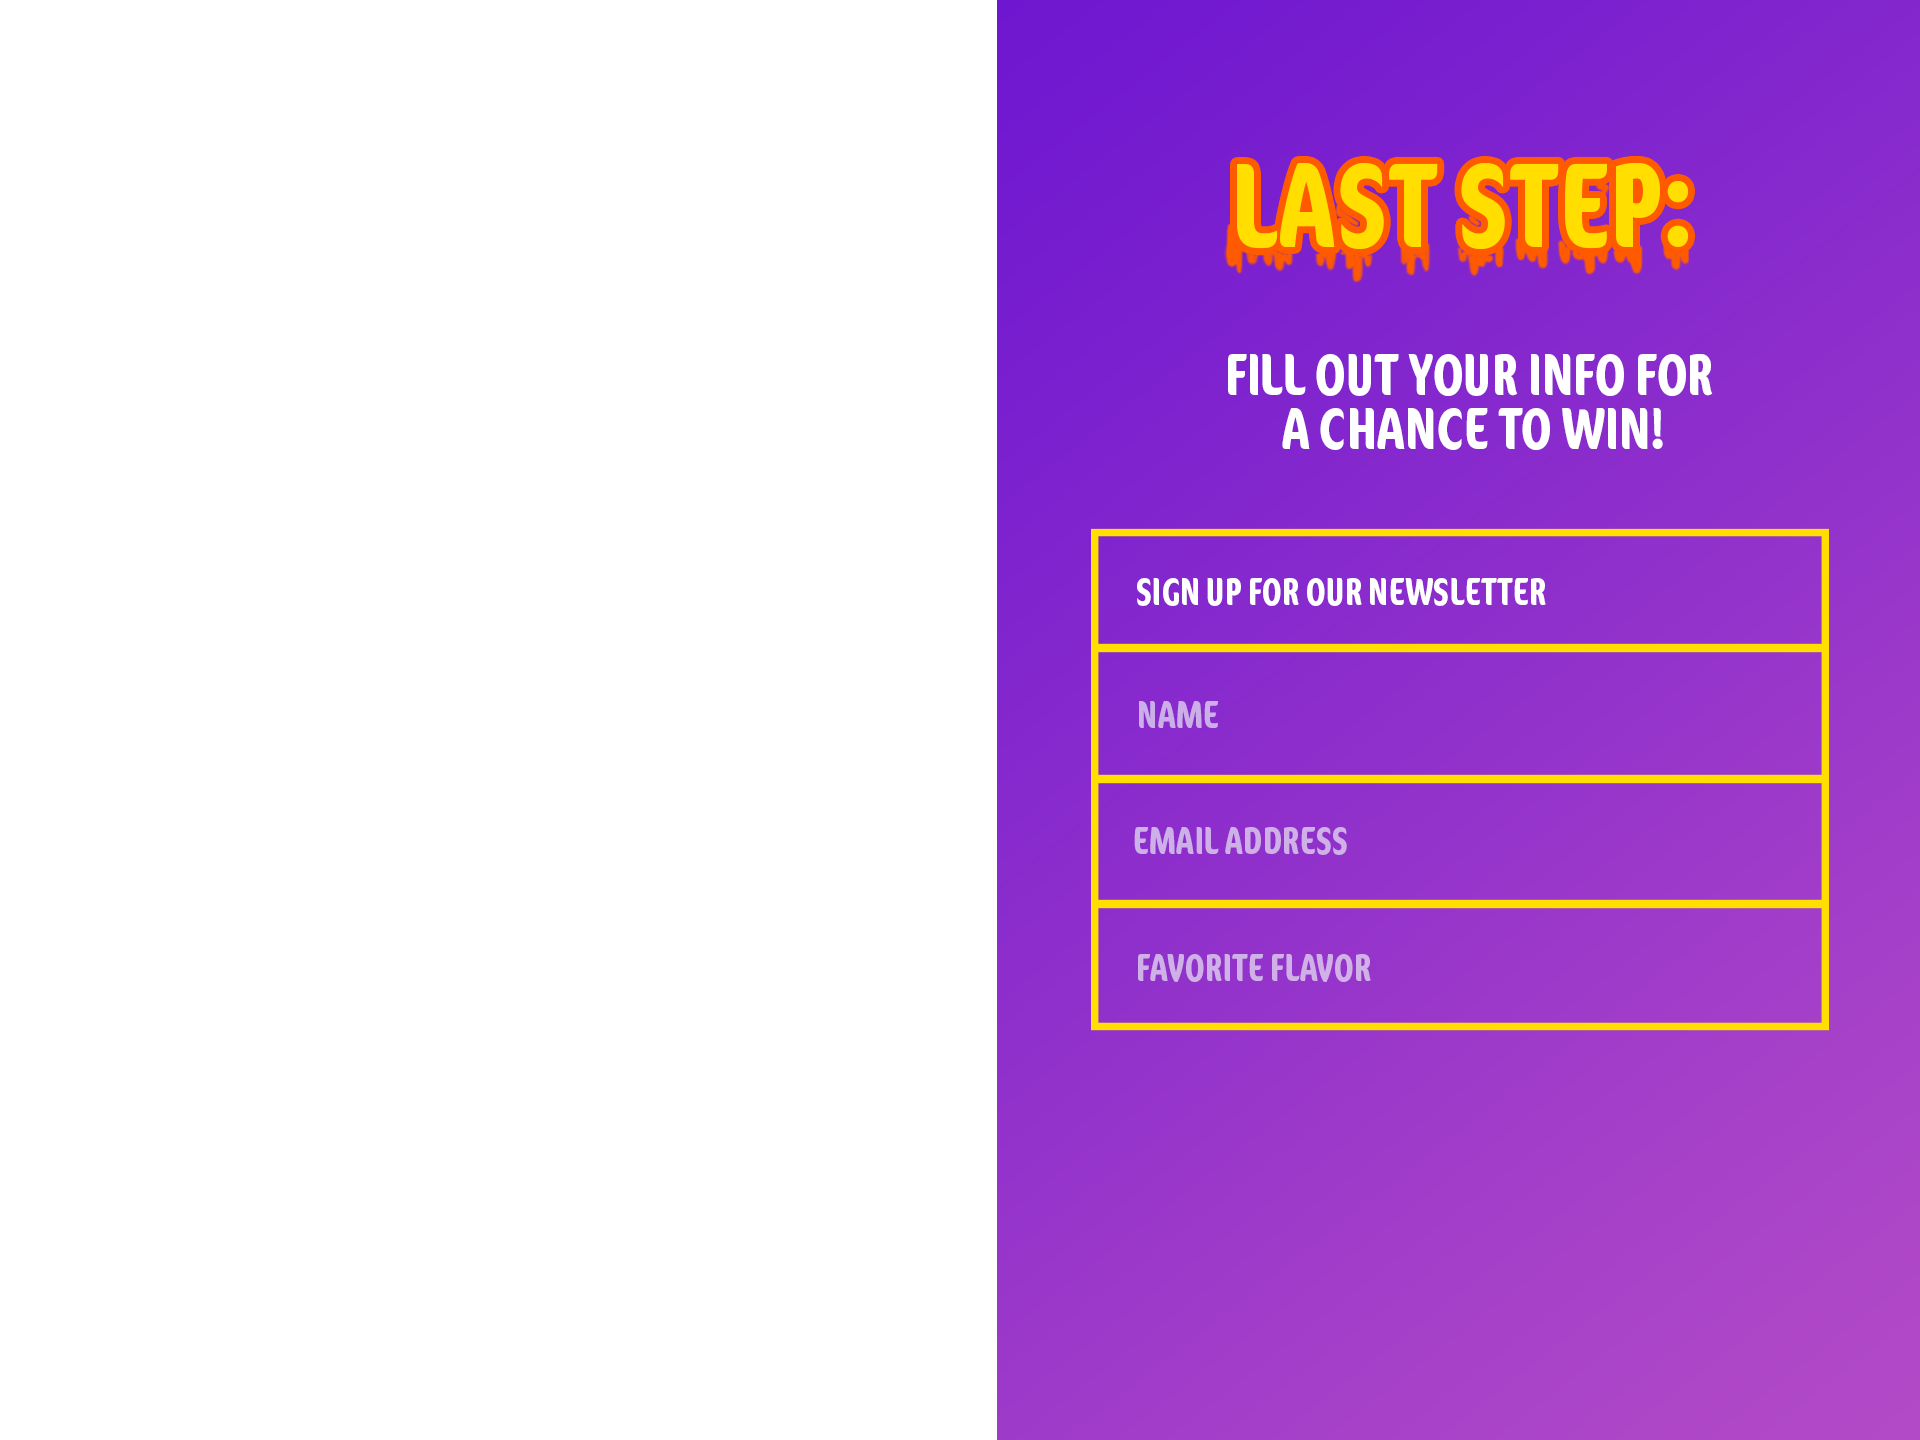 LAST STEP:
FILL OUT YOUR INFO FOR
A CHANCE TO WIN!
SIGN UP FOR OUR NEWSLETTER
NAME
EMAIL ADDRESS
FAVORITE FLAVOR